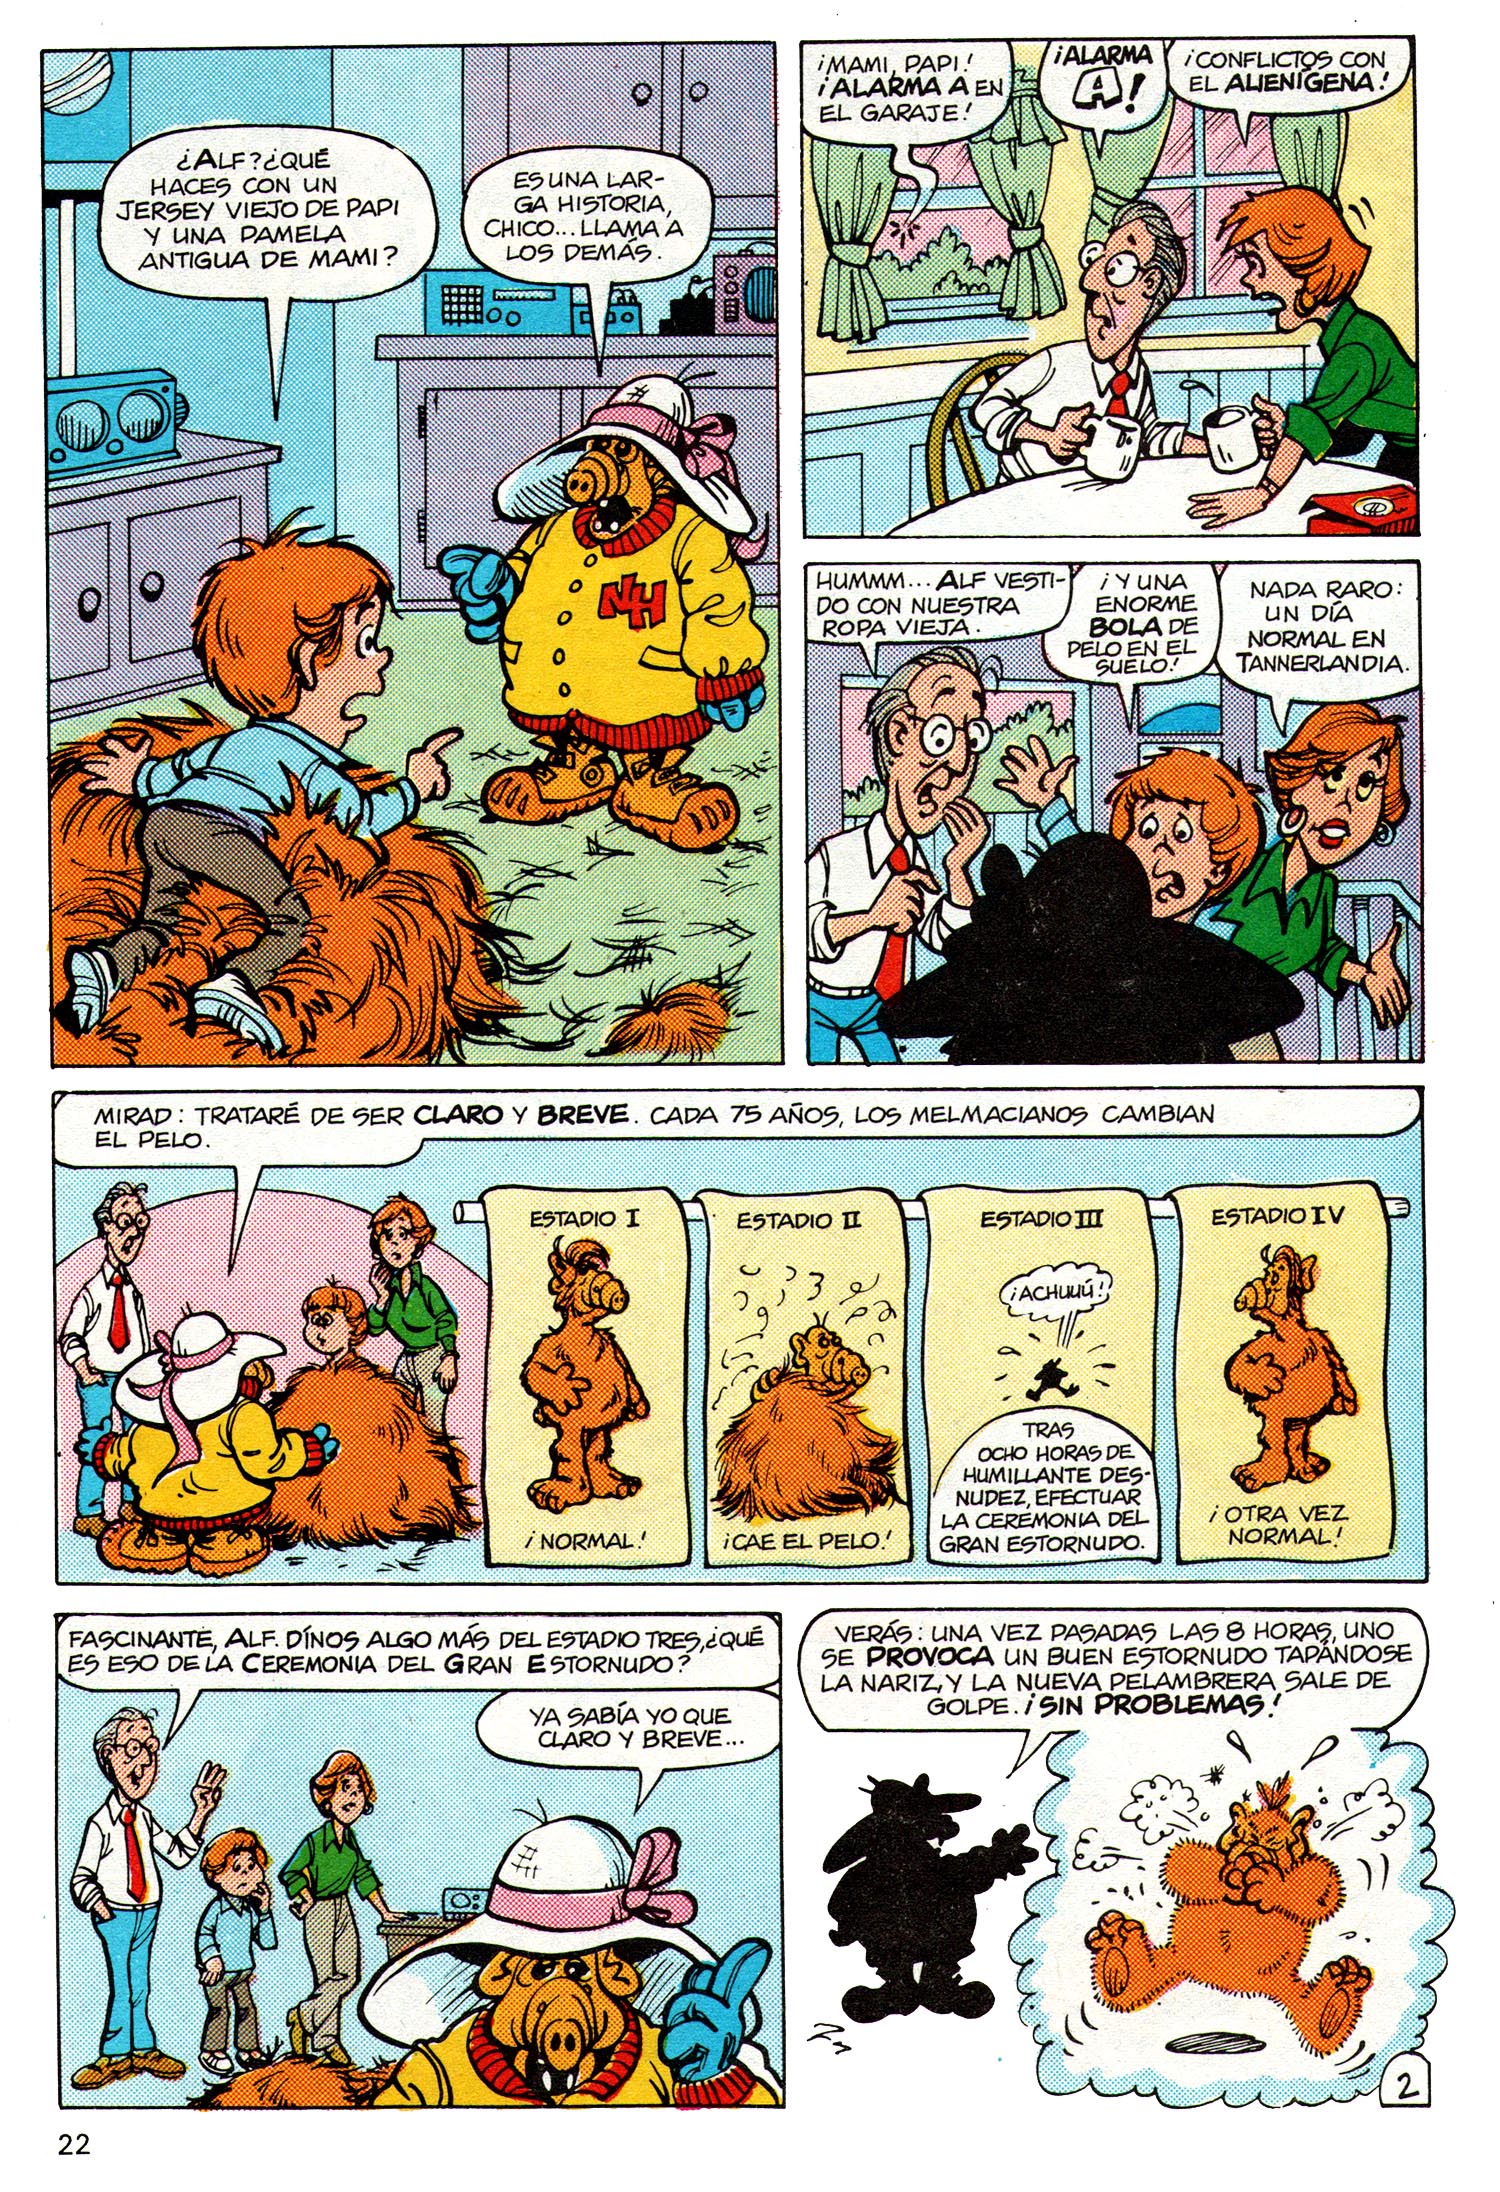 ¿ALF? ¿QUÉ
HACES CON UN
JERSEY VIEJO DE PAPI
Y UNA PAMELA
ANTIGUA DE MAMI?
ES UNA LAR-
GA HISTORIA,
CHICO... LLAMA A
LOS DEMÁS.
NH
¡MAMI, PAPI!
¡ALARMA A EN
EL GARAJE!
¡ALARMA
A!
¡CONFLICTOS CON
EL ALIENÍGENA!
HUMMM... ALF VESTI-
DO CON NUESTRA
ROPA VIEJA.
¡Y UNA
ENORME
BOLA DE
PELO EN EL
SUELO!
NADA RARO:
UN DÍA
NORMAL EN
TANNERLANDIA.
MIRAD: TRATARÉ DE SER CLARO Y BREVE. CADA 75 AÑOS, LOS MELMACIANOS CAMBIAN
EL PELO.
ESTADIO I
¡NORMAL!
ESTADIO II
¡CAE EL PELO!
ESTADIO III
¡ACHUUÚ!
TRAS
OCHO HORAS DE
HUMILLANTE DES-
NUDEZ, EFECTUAR
LA CEREMONIA DEL
GRAN ESTORNUDO.
ESTADIO IV
¡OTRA VEZ
NORMAL!
FASCINANTE, ALF. DÍNOS ALGO MÁS DEL ESTADIO TRES, ¿QUÉ
ES ESO DE LA CEREMONIA DEL GRAN ESTORNUDO?
YA SABÍA YO QUE
CLARO Y BREVE...
VERÁS: UNA VEZ PASADAS LAS 8 HORAS, UNO
SE PROVOCA UN BUEN ESTORNUDO TAPÁNDOSE
LA NARIZ, Y LA NUEVA PELAMBRERA SALE DE
GOLPE. ¡SIN PROBLEMAS!
2
22